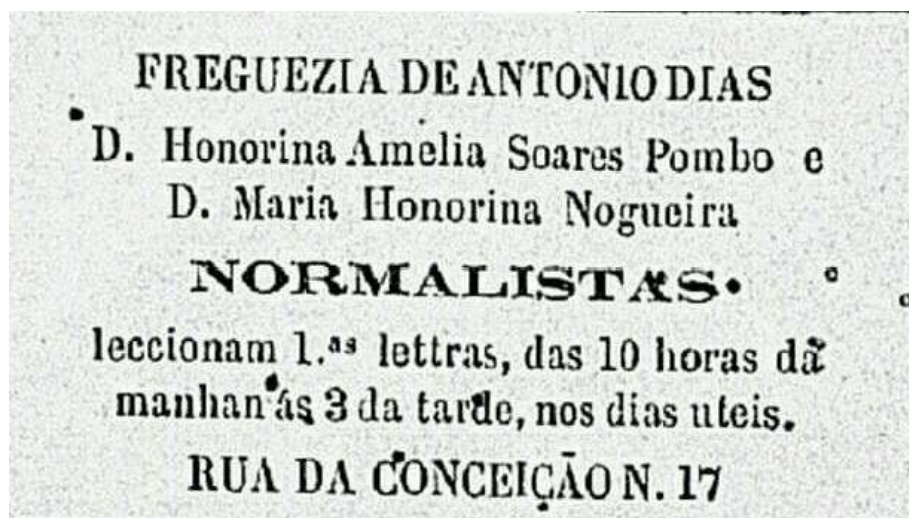 FREGUEZIA DE ANTONIO DIAS
D. Honorina Amelia Soares Pombo e
D. Maria Honorina Nogueira
NORMALISTAS.
leccionam 1.as lettras, das 10 horas da
manhan ás 3 da tarde, nos dias uteis.
RUA DA CONCEIÇÃO N. 17